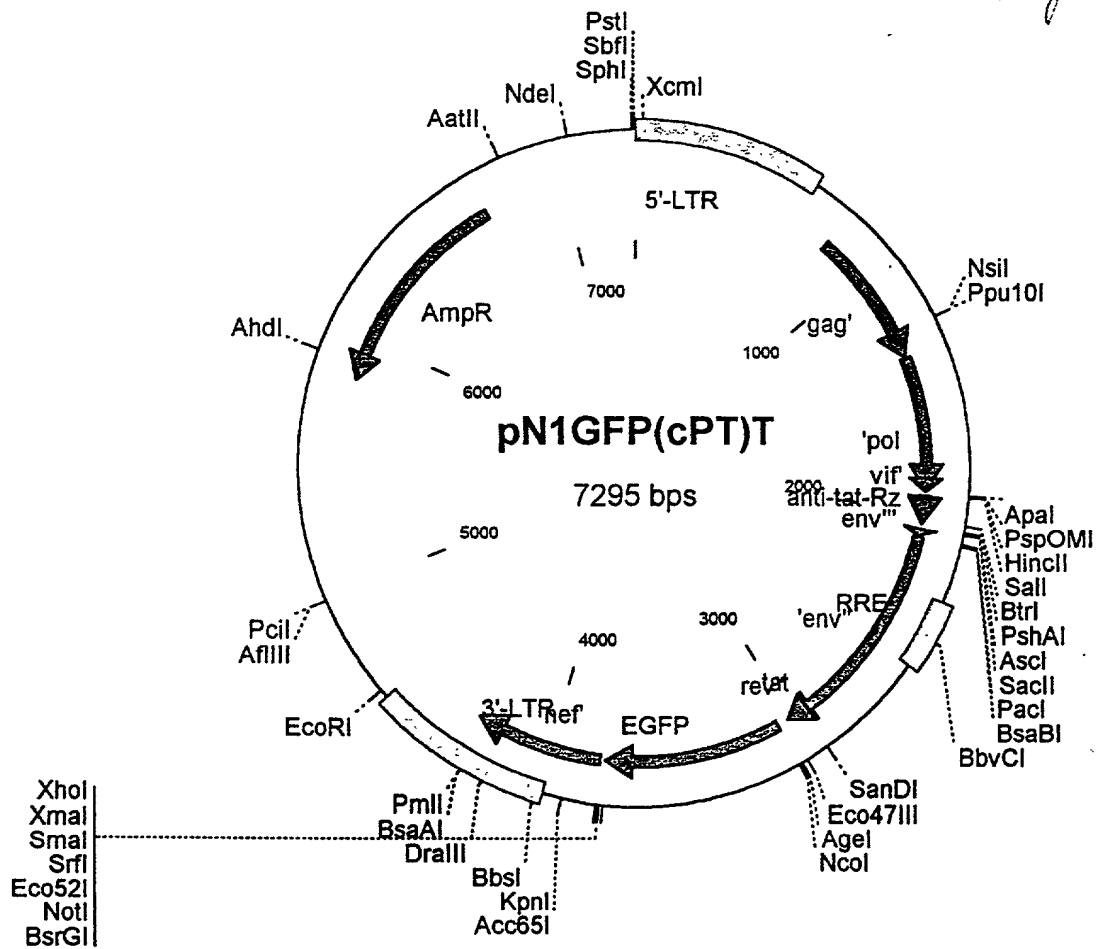 PstI
SbfI
SphI
XcmI
NdeI
AatII
5'-LTR
NsiI
Ppu10I
7000
AmpR
gag'
AhdI
1000
6000
pN1GFP(cPT)T
'pol
vif'
7295 bps
2000
anti-tat-Rz
env'''
ApaI
PspOMI
HincII
SalI
BtrI
PshAI
AscI
SacII
PacI
BsaBI
BbvCI
5000
RRE
'env''
3000
PciI
AflIII
4000
3'-LTR
'nef'
EGFP
EcoRI
SanDI
Eco47III
AgeI
NcoI
PmlI
BsaAI
DraIII
BbsI
KpnI
Acc65I
XhoI
XmaI
SmaI
SrfI
Eco52I
NotI
BsrGI